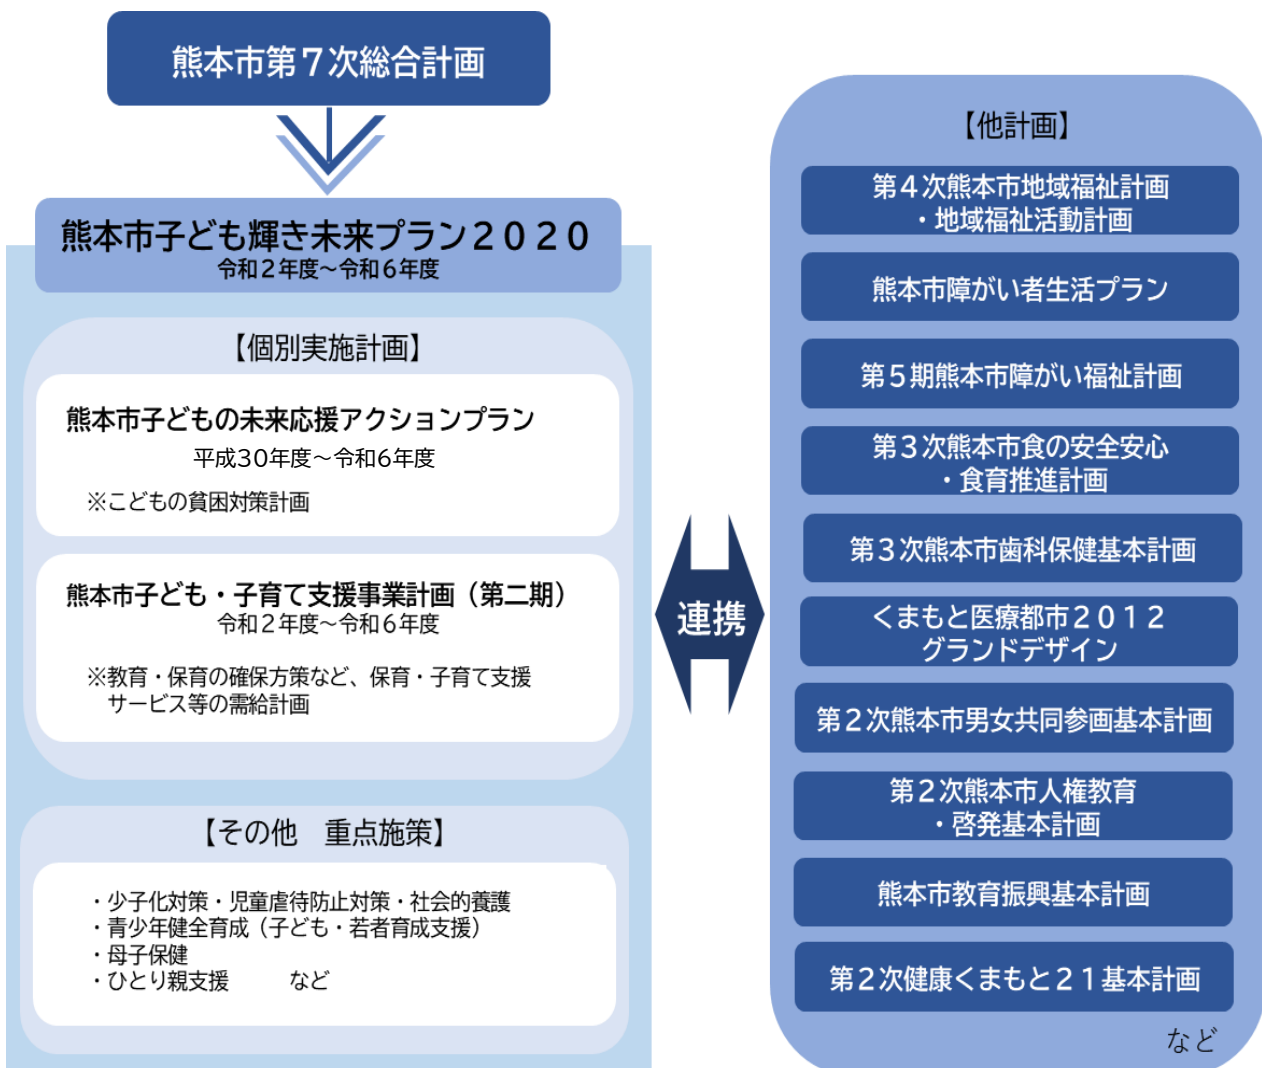 熊本市第７次総合計画
熊本市子ども輝き未来プラン２０２０
令和２年度～令和６年度
【個別実施計画】
熊本市子どもの未来応援アクションプラン
平成30年度～令和6年度
※こどもの貧困対策計画
熊本市子ども・子育て支援事業計画（第二期）
令和２年度～令和６年度
※教育・保育の確保方策など、保育・子育て支援
サービス等の需給計画
【その他　重点施策】
・少子化対策・児童虐待防止対策・社会的養護
・青少年健全育成（子ども・若者育成支援）
・母子保健
・ひとり親支援　　　など
連携
【他計画】
第４次熊本市地域福祉計画
・地域福祉活動計画
熊本市障がい者生活プラン
第５期熊本市障がい福祉計画
第３次熊本市食の安全安心
・食育推進計画
第３次熊本市歯科保健基本計画
くまもと医療都市２０１２
グランドデザイン
第２次熊本市男女共同参画基本計画
第２次熊本市人権教育
・啓発基本計画
熊本市教育振興基本計画
第２次健康くまもと２１基本計画
など